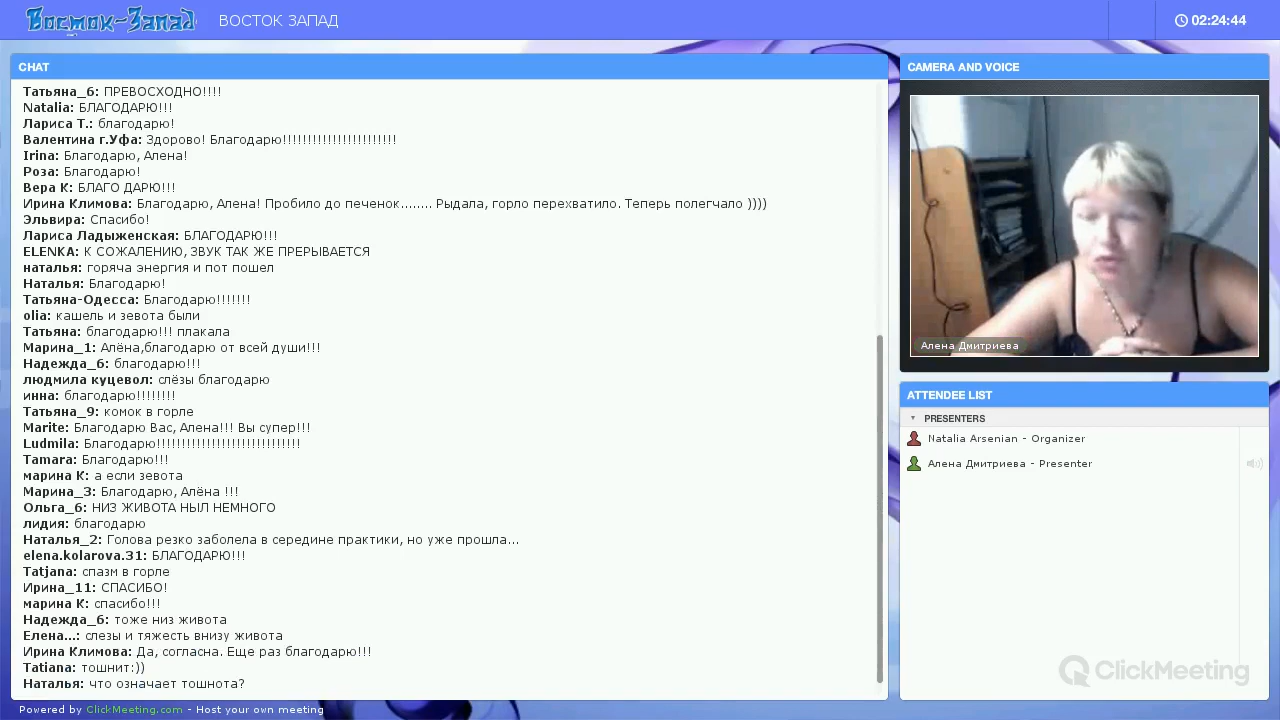 Восток-Запад
ВОСТОК ЗАПАД
02:24:44
CHAT
Татьяна_6: ПРЕВОСХОДНО!!!!
Natalia: БЛАГОДАРЮ!!!
Лариса Т.: благодарю!
Валентина г.Уфа: Здорово! Благодарю!!!!!!!!!!!!!!!!!!!!!!!
Irina: Благодарю, Алена!
Роза: Благодарю!
Вера К: БЛАГО ДАРЮ!!!
Ирина Климова: Благодарю, Алена! Пробило до печенок........ Рыдала, горло перехватило. Теперь полегчало ))))
Эльвира: Спасибо!
Лариса Ладыженская: БЛАГОДАРЮ!!!
ELENKA: К СОЖАЛЕНИЮ, ЗВУК ТАК ЖЕ ПРЕРЫВАЕТСЯ
наталья: горяча энергия и пот пошел
Наталья: Благодарю!
Татьяна-Одесса: Благодарю!!!!!!!
olia: кашель и зевота были
Татьяна: благодарю!!! плакала
Марина_1: Алёна,благодарю от всей души!!!
Надежда_6: благодарю!!!
людмила куцевол: слёзы благодарю
инна: благодарю!!!!!!!!
Татьяна_9: комок в горле
Marite: Благодарю Вас, Алена!!! Вы супер!!!
Ludmila: Благодарю!!!!!!!!!!!!!!!!!!!!!!!!!!!!!
Tamara: Благодарю!!!
марина К: а если зевота
Марина_3: Благодарю, Алёна !!!
Ольга_6: НИЗ ЖИВОТА НЫЛ НЕМНОГО
лидия: благодарю
Наталья_2: Голова резко заболела в середине практики, но уже прошла...
elena.kolarova.31: БЛАГОДАРЮ!!!
Tatjana: спазм в горле
Ирина_11: СПАСИБО!
марина К: спасибо!!!
Надежда_6: тоже низ живота
Елена...: слезы и тяжесть внизу живота
Ирина Климова: Да, согласна. Еще раз благодарю!!!
Tatiana: тошнит:))
Наталья: что означает тошнота?
CAMERA AND VOICE
Алена Дмитриева
ATTENDEE LIST
PRESENTERS
Natalia Arsenian - Organizer
Алена Дмитриева - Presenter
ClickMeeting
Powered by ClickMeeting.com - Host your own meeting